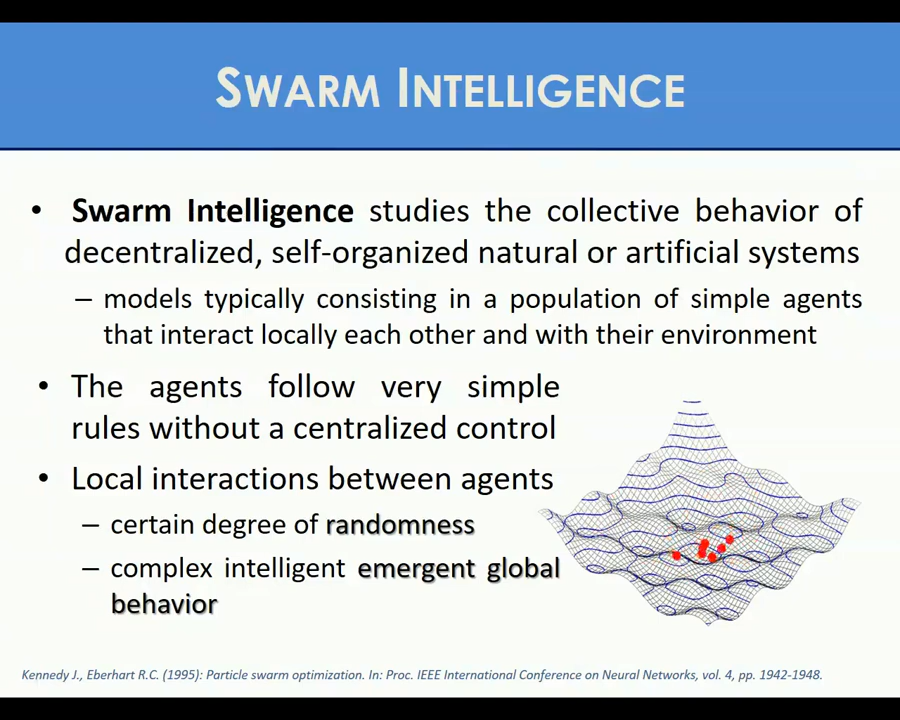 SWARM INTELLIGENCE
• Swarm Intelligence studies the collective behavior of
decentralized, self-organized natural or artificial systems
– models typically consisting in a population of simple agents
that interact locally each other and with their environment
• The agents follow very simple
rules without a centralized control
• Local interactions between agents
– certain degree of randomness
– complex intelligent emergent global
behavior
Kennedy J., Eberhart R.C. (1995): Particle swarm optimization. In: Proc. IEEE International Conference on Neural Networks, vol. 4, pp. 1942-1948.